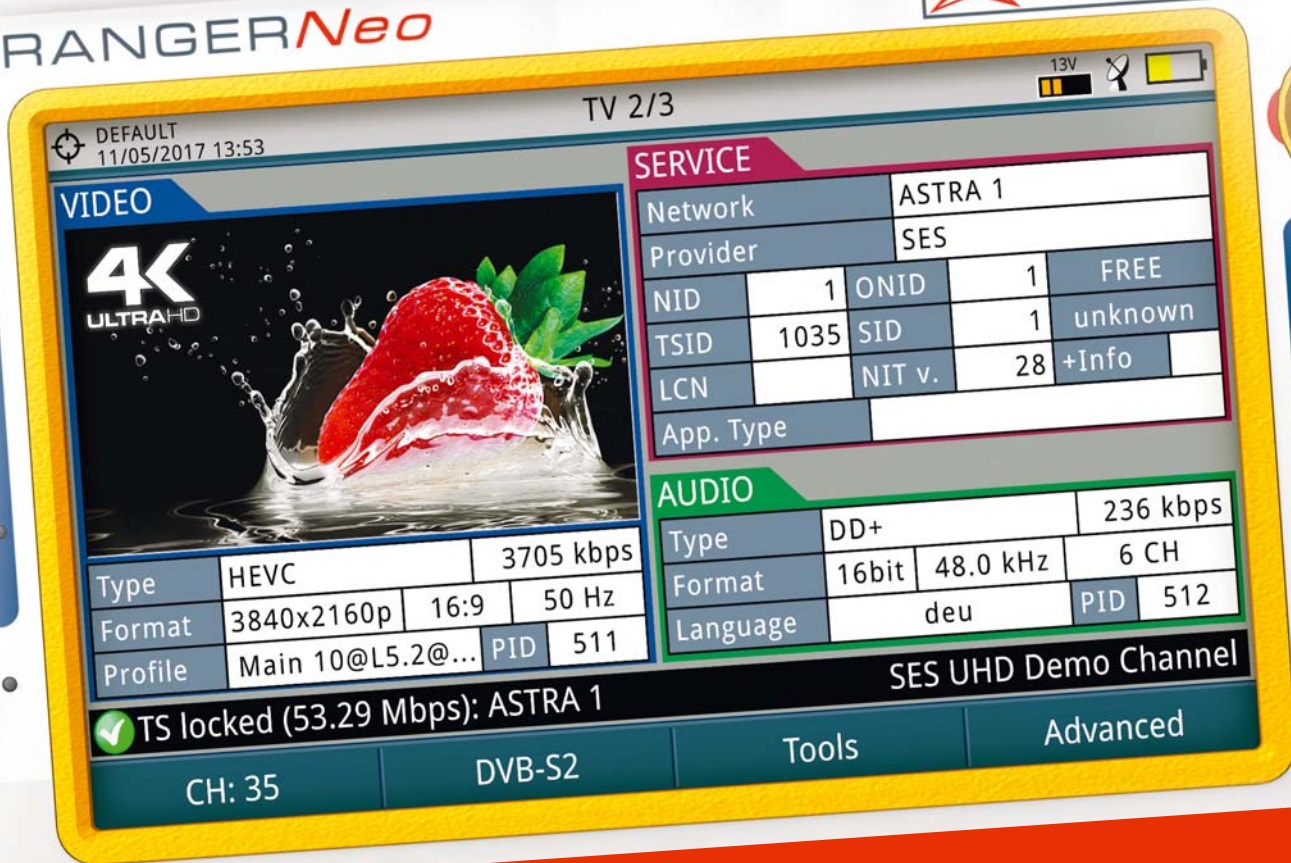 RANGERNeo
DEFAULT
11/05/2017 13:53
TV 2/3
13V
VIDEO
4K
ULTRAHD
Type HEVC 3705 kbps
Format 3840x2160p 16:9 50 Hz
Profile Main 10@L5.2@... PID 511
SERVICE
Network ASTRA 1
Provider SES
NID 1 ONID 1 FREE
TSID 1035 SID 1 unknown
LCN NIT v. 28 +Info
App. Type
AUDIO
Type DD+ 236 kbps
Format 16bit 48.0 kHz 6 CH
Language deu PID 512
TS locked (53.29 Mbps): ASTRA 1 SES UHD Demo Channel
CH: 35 DVB-S2 Tools Advanced